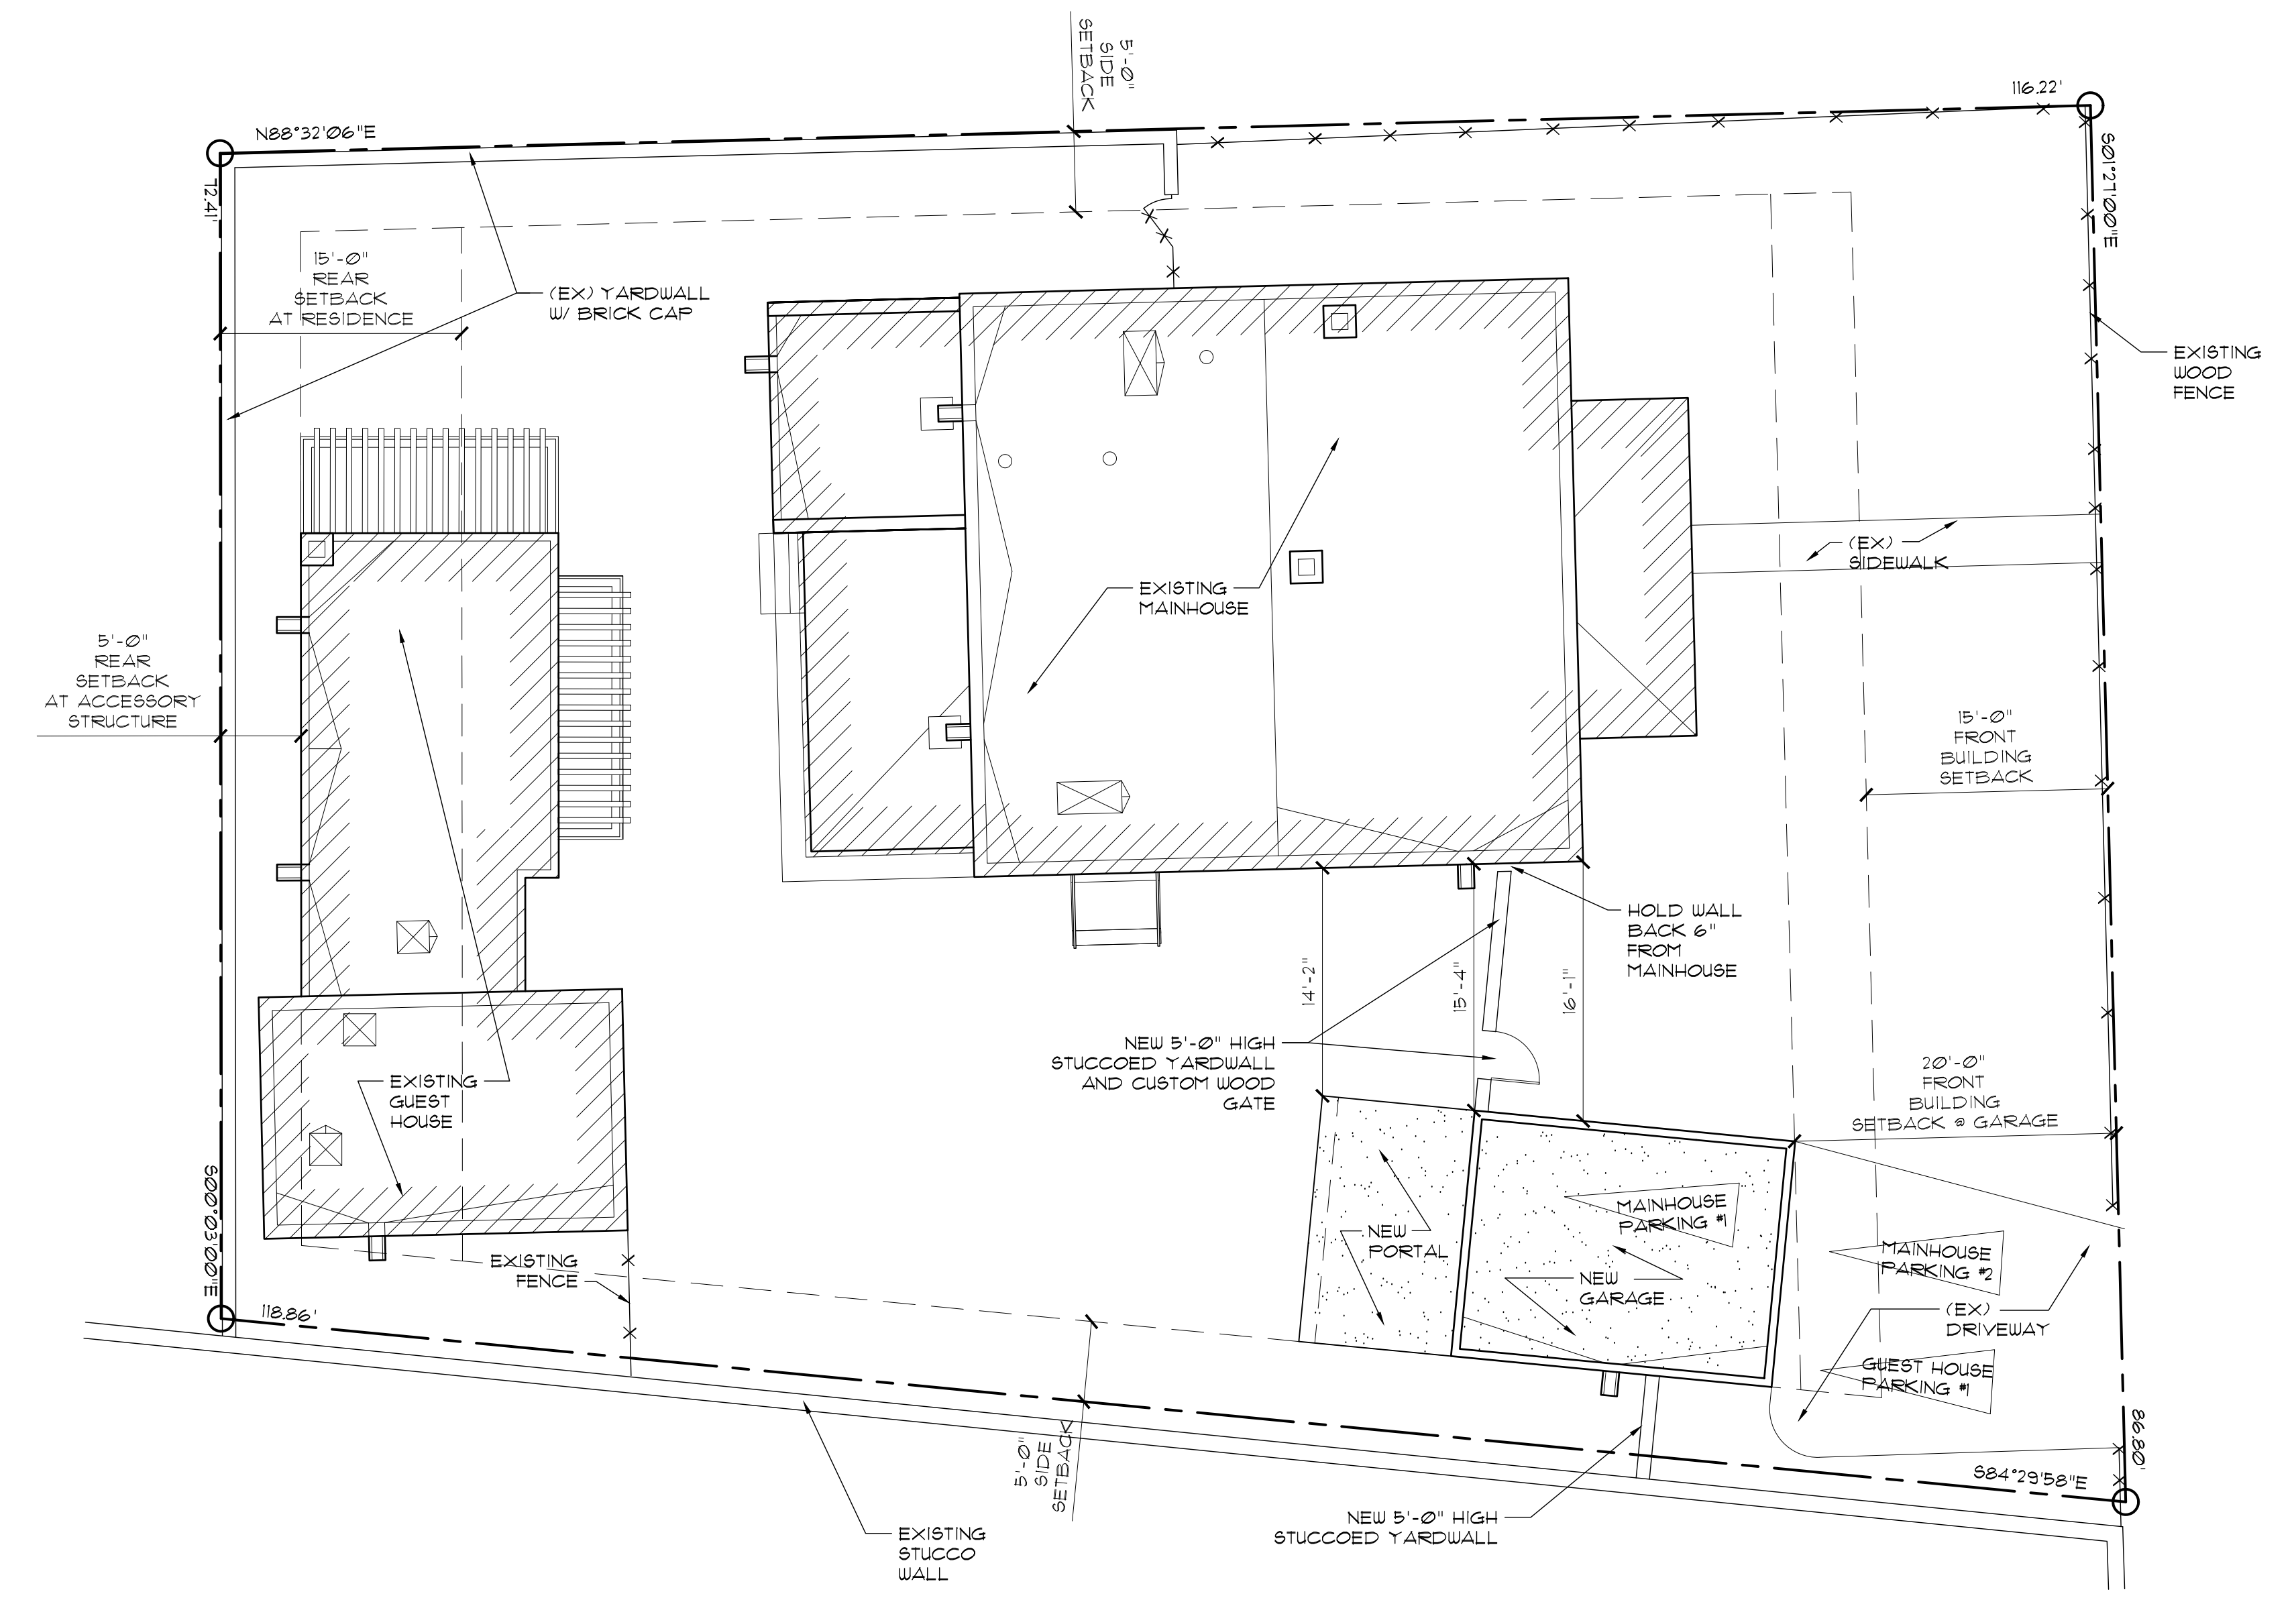 5'-0"
SIDE
SETBACK
116.22'
N88°32'06"E
S01°27'00"E
72.41'
15'-0"
REAR
SETBACK
AT RESIDENCE
(EX) YARDWALL
W/ BRICK CAP
EXISTING
WOOD
FENCE
(EX)
SIDEWALK
EXISTING
MAINHOUSE
5'-0"
REAR
SETBACK
AT ACCESSORY
STRUCTURE
15'-0"
FRONT
BUILDING
SETBACK
HOLD WALL
BACK 6"
FROM
MAINHOUSE
14'-2"
15'-4"
16'-1"
NEW 5'-0" HIGH
STUCCOED YARDWALL
AND CUSTOM WOOD
GATE
20'-0"
FRONT
BUILDING
SETBACK @ GARAGE
EXISTING
GUEST
HOUSE
MAINHOUSE
PARKING #1
NEW
PORTAL
NEW
GARAGE
MAINHOUSE
PARKING #2
(EX)
DRIVEWAY
GUEST HOUSE
PARKING #1
S00°03'00"E
EXISTING
FENCE
118.86'
5'-0"
SIDE
SETBACK
86.80'
S84°29'58"E
NEW 5'-0" HIGH
STUCCOED YARDWALL
EXISTING
STUCCO
WALL